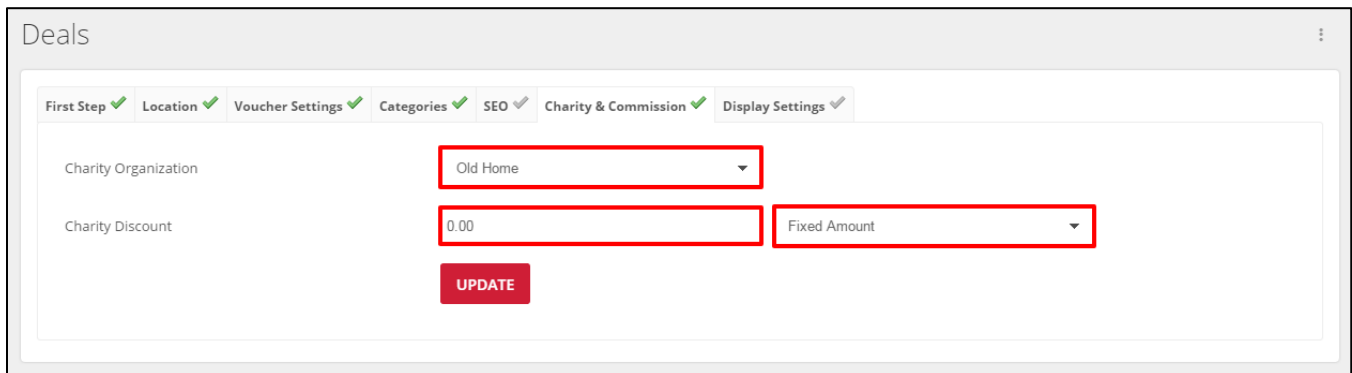 Deals
First Step Location Voucher Settings Categories SEO Charity & Commission Display Settings
Charity Organization Old Home
Charity Discount 0.00 Fixed Amount
UPDATE